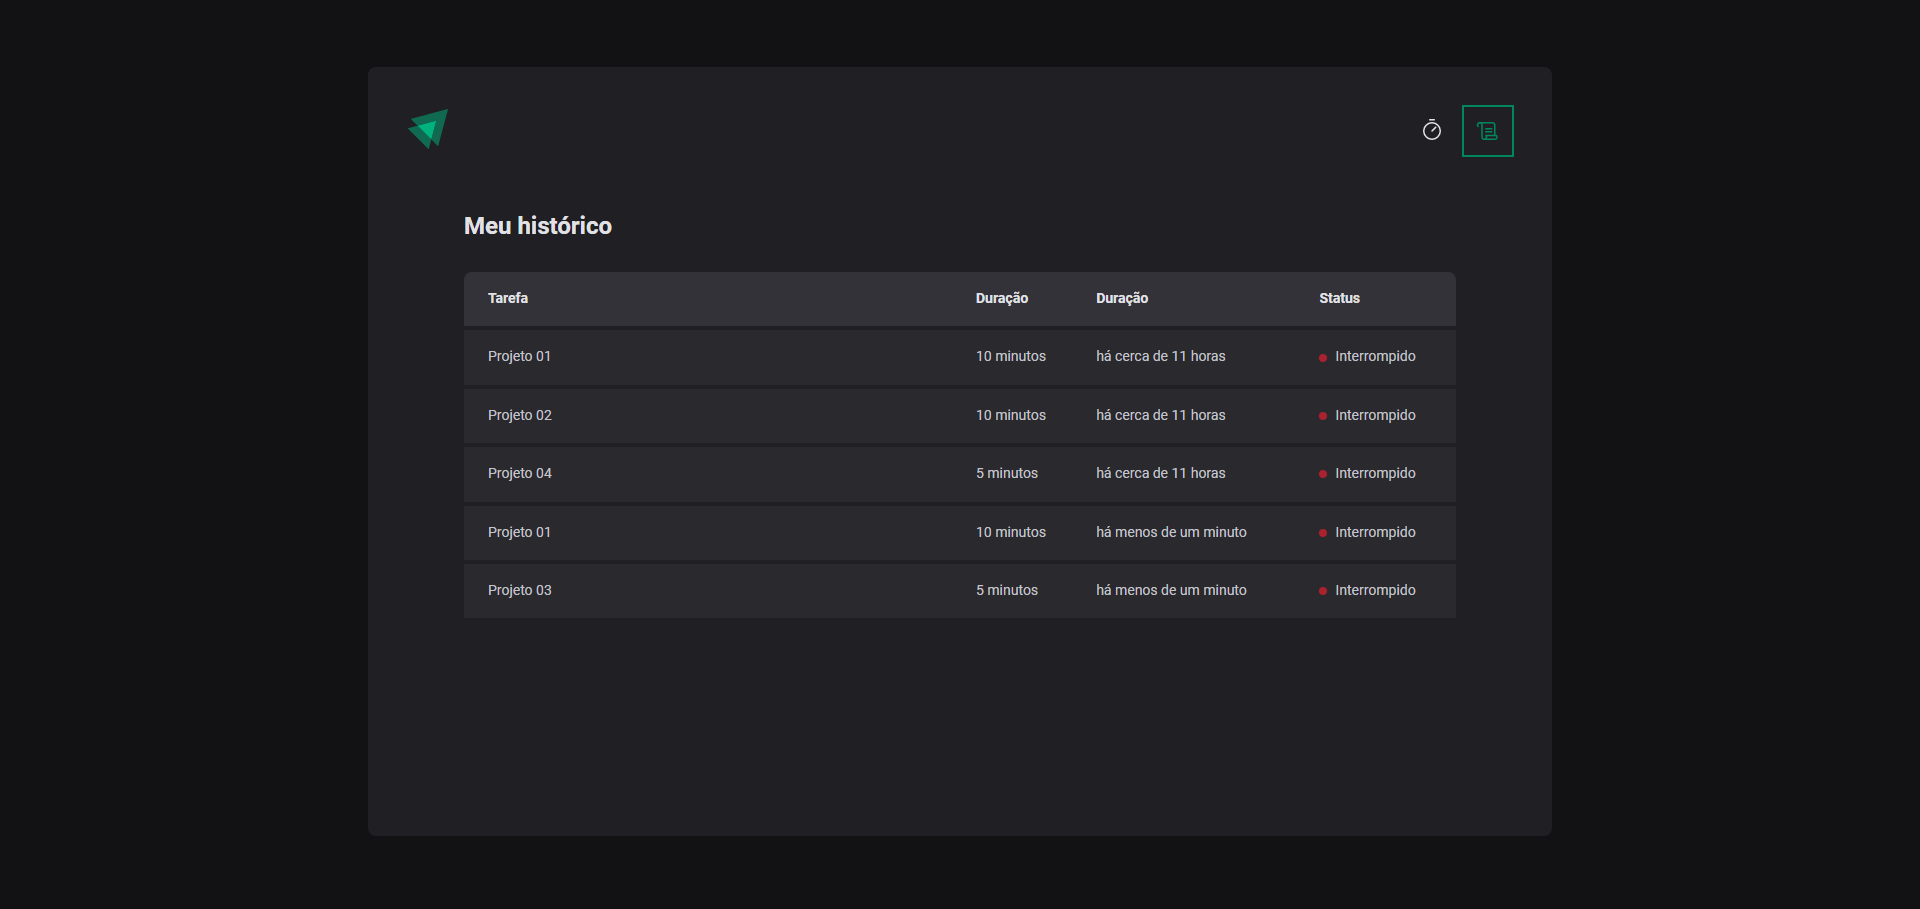 Meu histórico
Tarefa Duração Duração Status
Projeto 01 10 minutos há cerca de 11 horas Interrompido
Projeto 02 10 minutos há cerca de 11 horas Interrompido
Projeto 04 5 minutos há cerca de 11 horas Interrompido
Projeto 01 10 minutos há menos de um minuto Interrompido
Projeto 03 5 minutos há menos de um minuto Interrompido